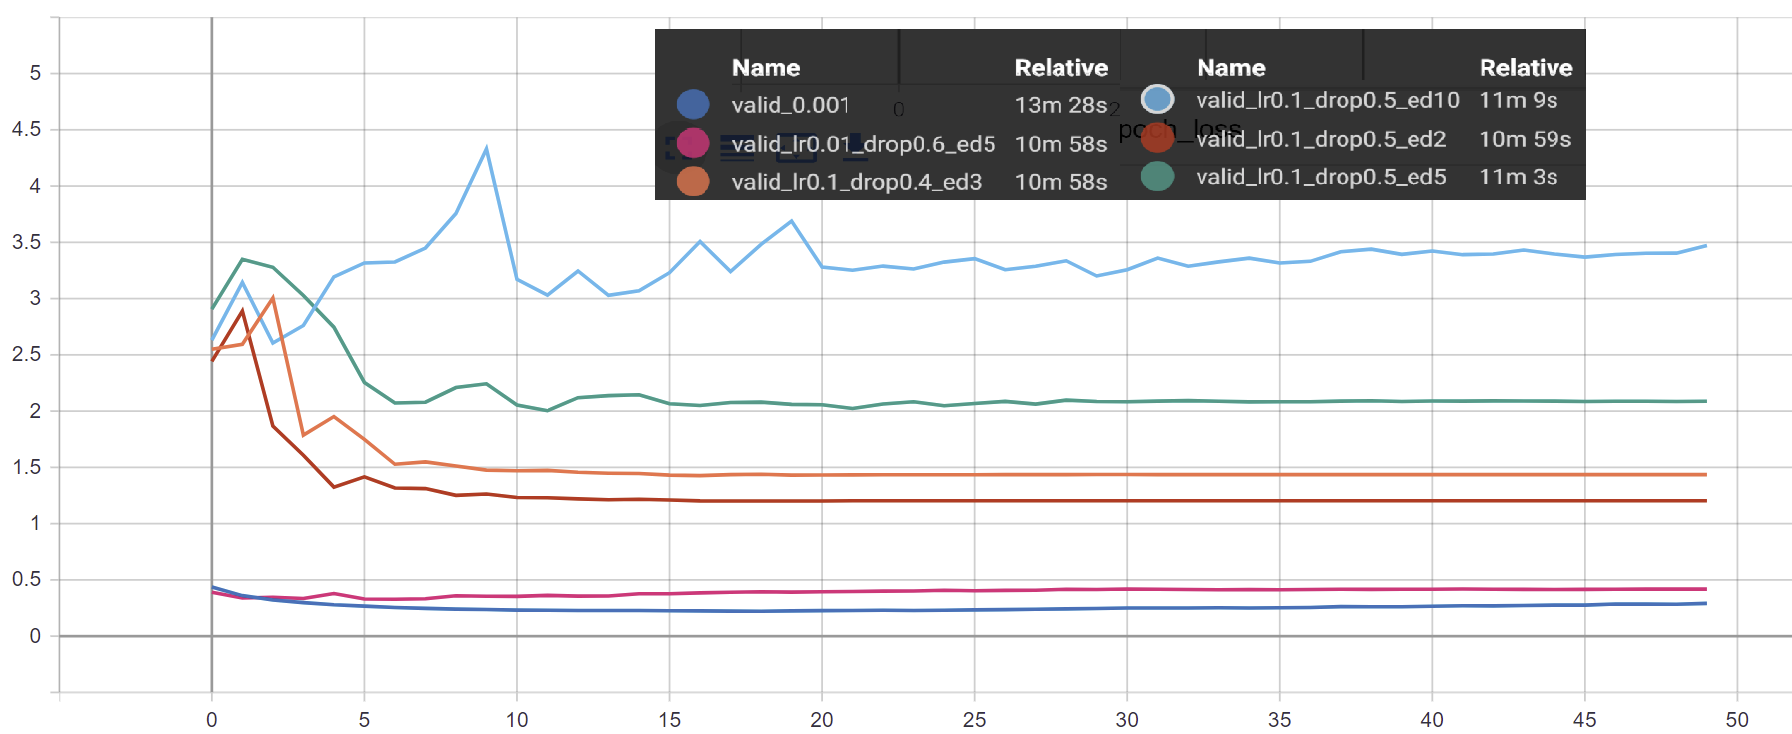 5
4.5
4
3.5
3
2.5
2
1.5
1
0.5
0
Name Relative
valid_0.001 13m 28s
valid_lr0.01_drop0.6_ed5 10m 58s
valid_lr0.1_drop0.4_ed3 10m 58s
Name Relative
valid_lr0.1_drop0.5_ed10 11m 9s
valid_lr0.1_drop0.5_ed2 10m 59s
valid_lr0.1_drop0.5_ed5 11m 3s
0 2
poch_loss
0 5 10 15 20 25 30 35 40 45 50